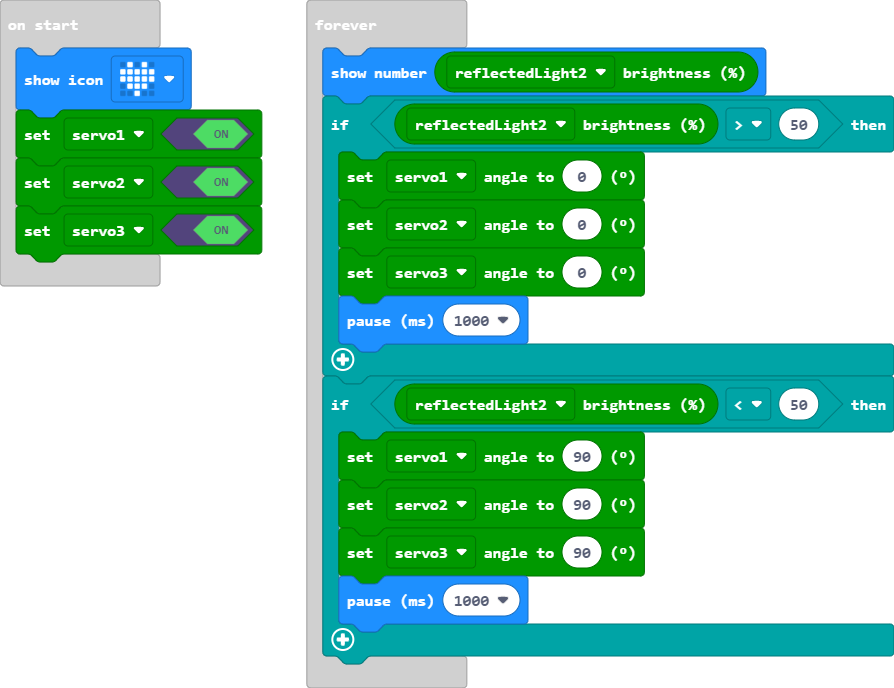 on start
show icon
set servo1 ON
set servo2 ON
set servo3 ON
forever
show number reflectedLight2 brightness (%)
if reflectedLight2 brightness (%) > 50 then
set servo1 angle to 0 (º)
set servo2 angle to 0 (º)
set servo3 angle to 0 (º)
pause (ms) 1000
if reflectedLight2 brightness (%) < 50 then
set servo1 angle to 90 (º)
set servo2 angle to 90 (º)
set servo3 angle to 90 (º)
pause (ms) 1000